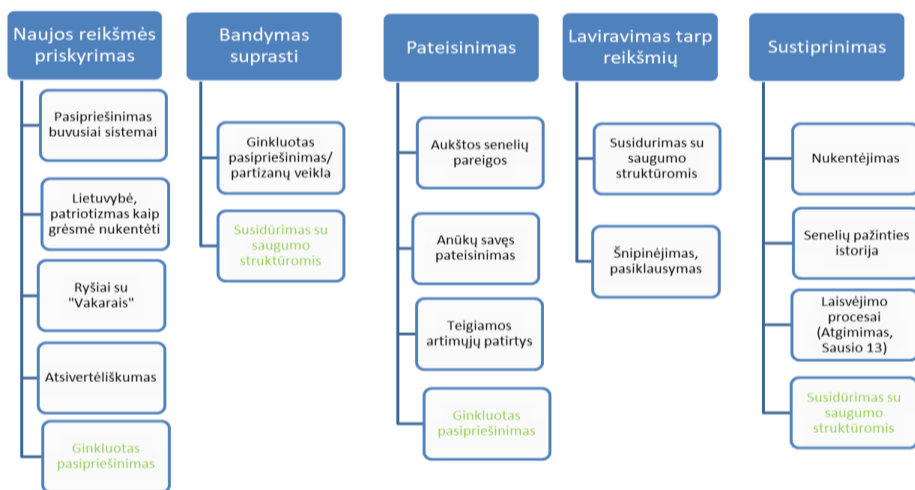 Naujos reikšmės
priskyrimas
Pasipriešinimas
buvusiai sistemai
Lietuvybė,
patriotizmas kaip
grėsmė nukentėti
Ryšiai su
"Vakarais"
Atsivertėliškumas
Ginkluotas
pasipriešinimas
Bandymas
suprasti
Ginkluotas
pasipriešinimas/
partizanų veikla
Susidūrimas su
saugumo
struktūromis
Pateisinimas
Aukštos senelių
pareigos
Anūkų savęs
pateisinimas
Teigiamos
artimųjų patirtys
Ginkluotas
pasipriešinimas
Laviravimas tarp
reikšmių
Susidurimas su
saugumo
struktūromis
Šnipinėjimas,
pasiklausymas
Sustiprinimas
Nukentėjimas
Senelių pažinties
istorija
Laisvėjimo
procesai
(Atgimimas,
Sausio 13)
Susidūrimas su
saugumo
struktūromis